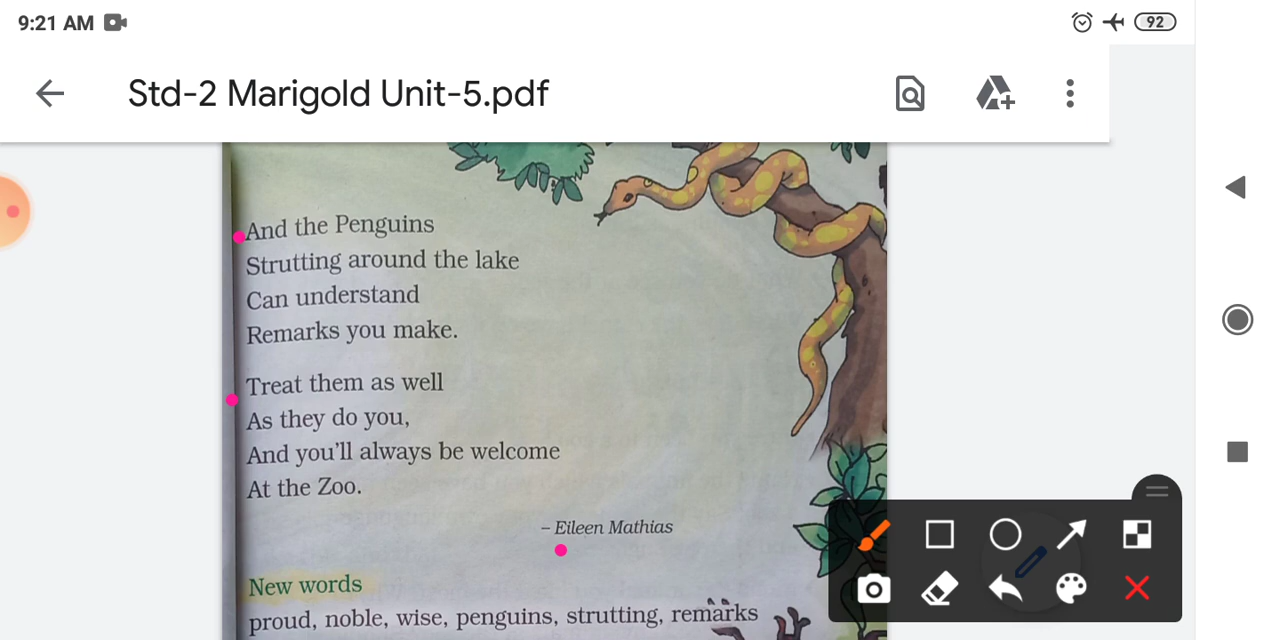 9:21 AM
92
Std-2 Marigold Unit-5.pdf
And the Penguins
Strutting around the lake
Can understand
Remarks you make.
Treat them as well
As they do you,
And you'll always be welcome
At the Zoo.
– Eileen Mathias
New words
proud, noble, wise, penguins, strutting, remarks